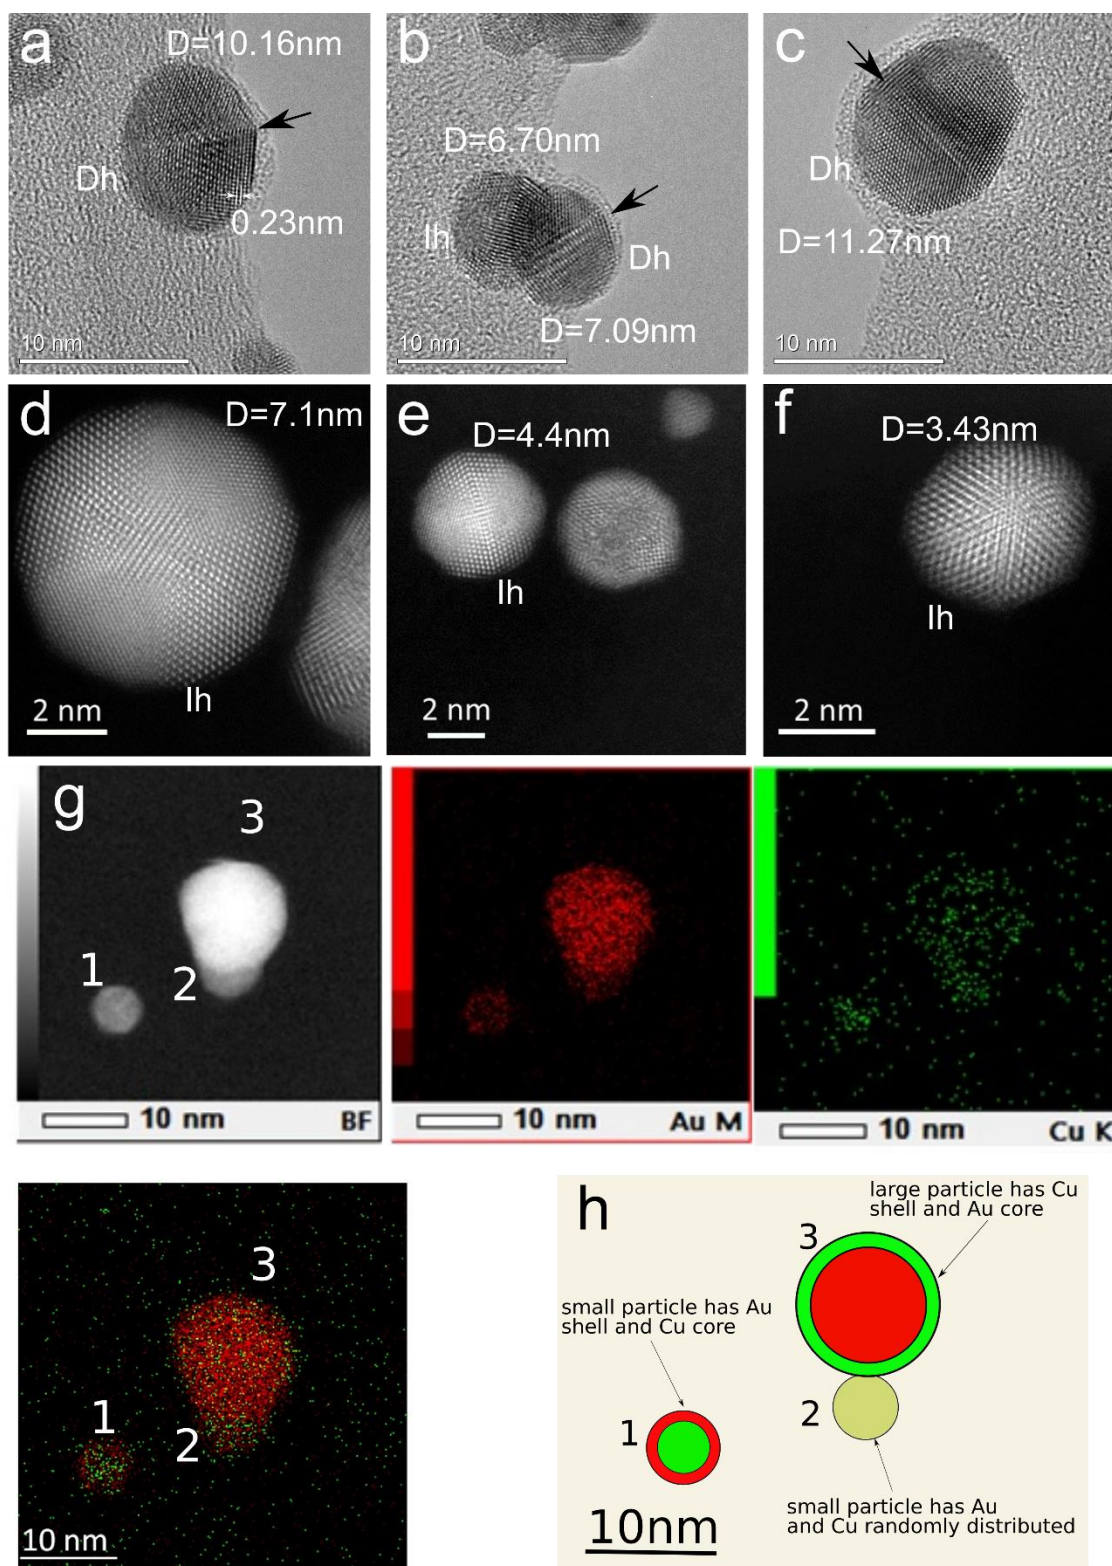 a
D=10.16nm
Dh
0.23nm
10 nm
b
D=6.70nm
Ih
Dh
D=7.09nm
10 nm
c
Dh
D=11.27nm
10 nm
d
D=7.1nm
Ih
2 nm
e
D=4.4nm
Ih
2 nm
f
D=3.43nm
Ih
2 nm
g
3
1
2
10 nm
BF
10 nm
Au M
10 nm
Cu K
3
1
2
10 nm
h
large particle has Cu
shell and Au core
3
small particle has Au
shell and Cu core
1
2
small particle has Au
and Cu randomly distributed
10nm